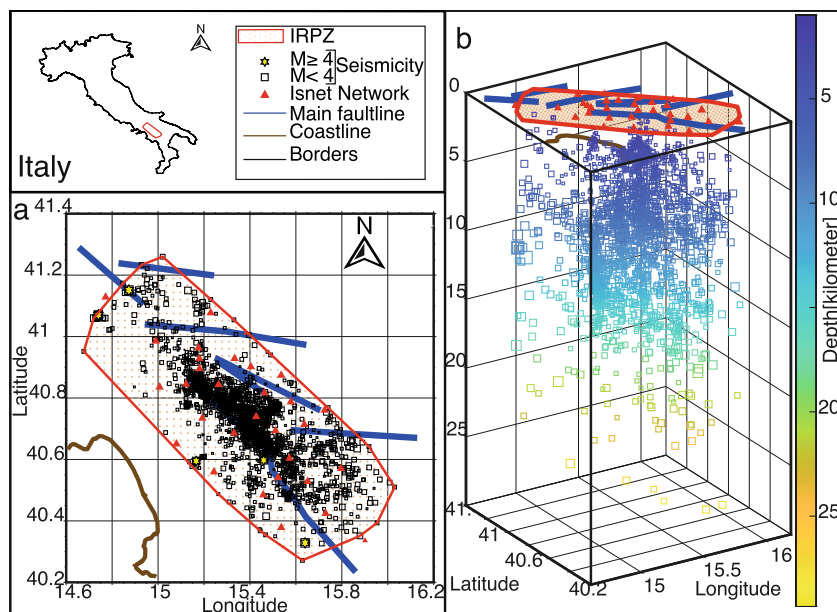 N
Italy
IRPZ
M≥ 4
M< 4
Seismicity
Isnet Network
Main faultline
Coastline
Borders
a
N
41.4
41.2
41
40.8
40.6
40.4
40.2
Latitude
14.6
15
15.4
15.8
16.2
Longitude
b
0
5
10
15
20
25
41.
41
40.6
40.2
Latitude
15
15.5
16
Longitude
5
10
20
25
Depth[kilometer]